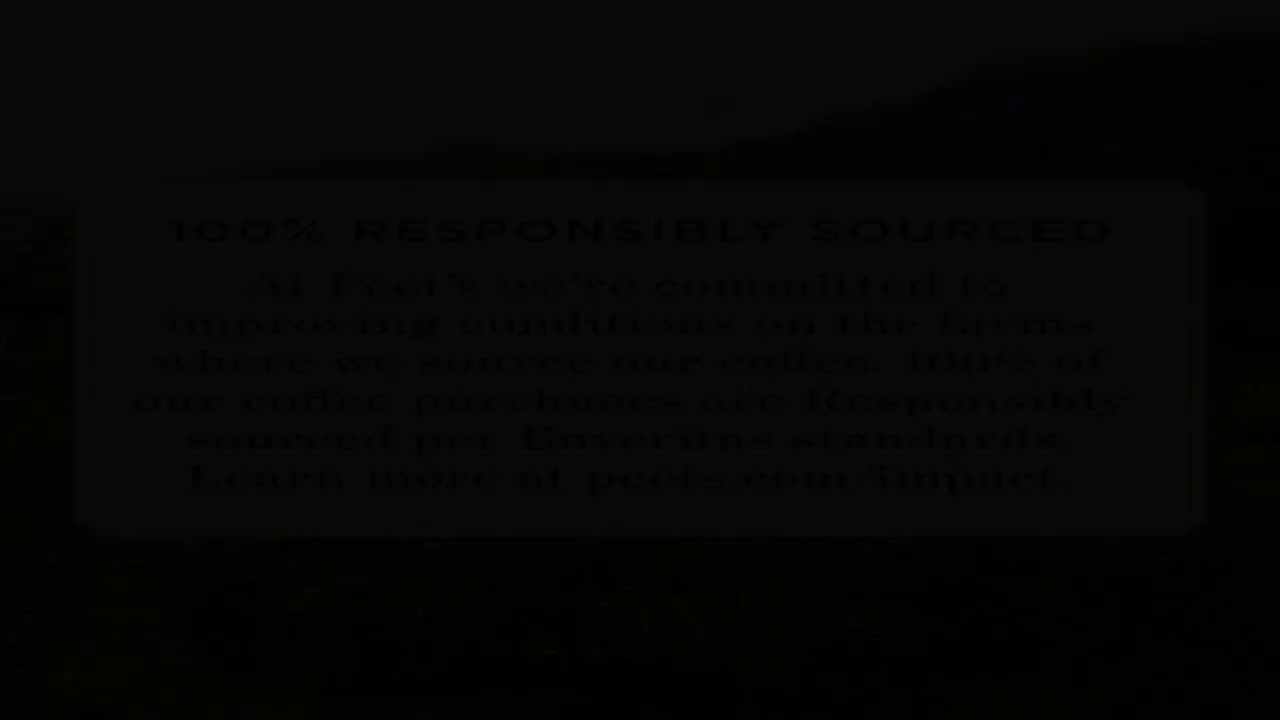 100% RESPONSIBLY SOURCED
At Peet's we're committed to
improving conditions on the farms
where we source our coffee. 100% of
our coffee purchases are Responsibly
sourced per Enveritas standards.
Learn more at peets.com/impact.